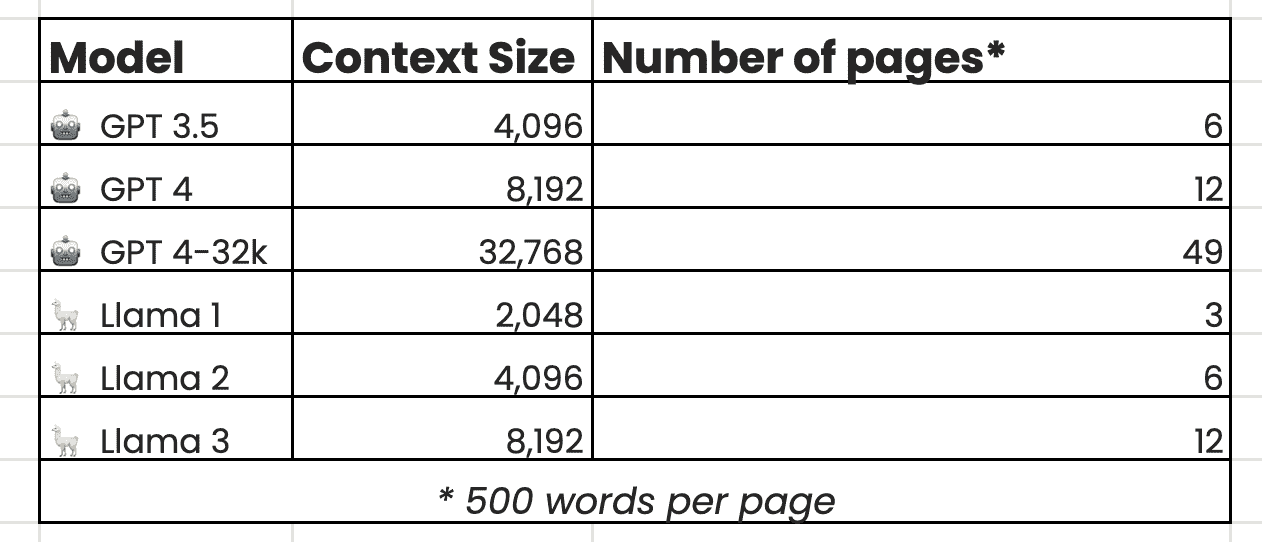 Model Context Size Number of pages*
GPT 3.5 4,096 6
GPT 4 8,192 12
GPT 4-32k 32,768 49
Llama 1 2,048 3
Llama 2 4,096 6
Llama 3 8,192 12
* 500 words per page